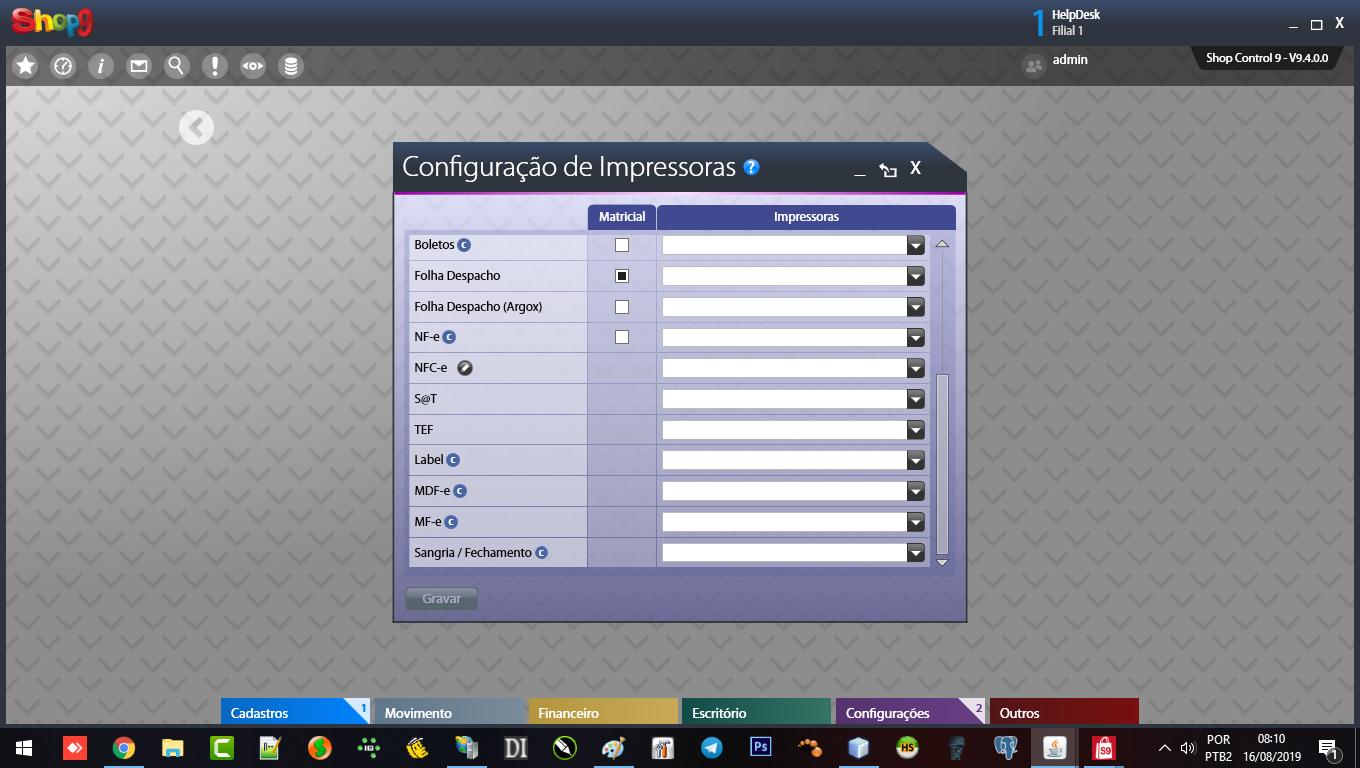 Shop9
1 HelpDesk
Filial 1
admin
Shop Control 9 - V9.4.0.0
Configuração de Impressoras ?
Matricial Impressoras
Boletos C
Folha Despacho
Folha Despacho (Argox)
NF-e C
NFC-e
S@T
TEF
Label C
MDF-e C
MF-e C
Sangria / Fechamento C
Gravar
Cadastros 1 Movimento Financeiro Escritório Configurações 2 Outros
DI Ps HS S9
POR 08:10
PTB2 16/08/2019 1